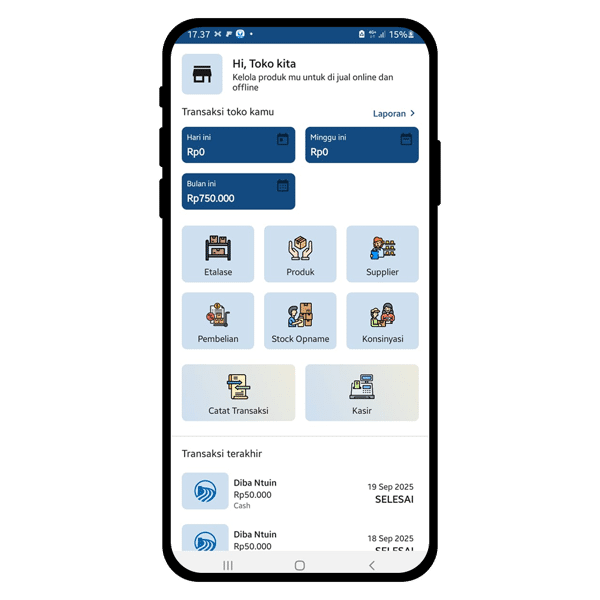 17.37
15%
Hi, Toko kita
Kelola produk mu untuk di jual online dan
offline
Transaksi toko kamu
Laporan >
Hari ini
Rp0
Minggu ini
Rp0
Bulan ini
Rp750.000
Etalase
Produk
Supplier
Pembelian
Stock Opname
Konsinyasi
Catat Transaksi
Kasir
Transaksi terakhir
Diba Ntuin
Rp50.000
Cash
19 Sep 2025
SELESAI
Diba Ntuin
Rp50.000
18 Sep 2025
SELESAI